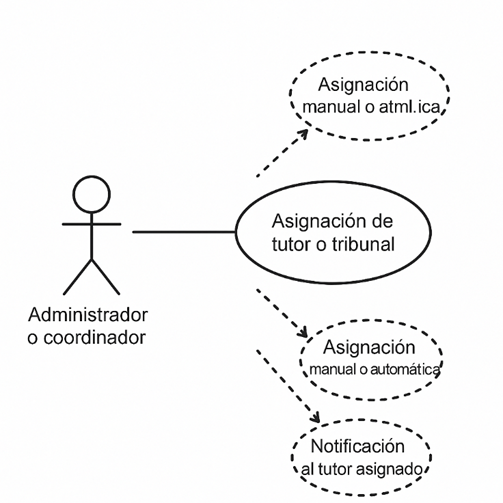 Asignación
manual o atml.ica
Asignación de
tutor o tribunal
Administrador
o coordinador
Asignación
manual o automática
Notificación
al tutor asignado